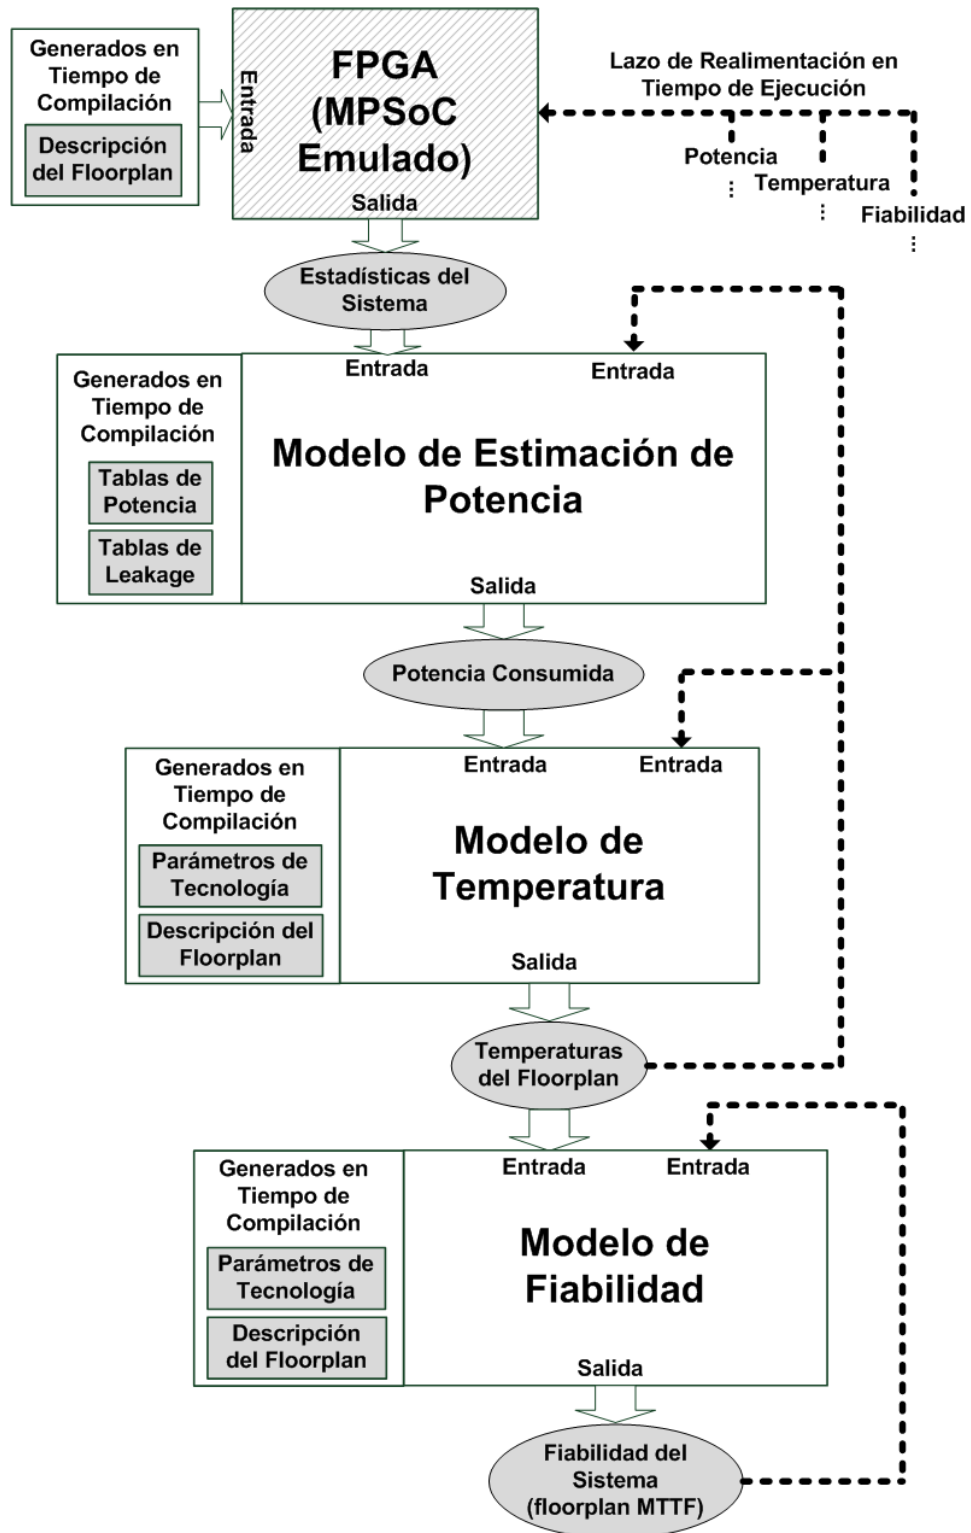 Generados en
Tiempo de
Compilación
Descripción
del Floorplan
Entrada
FPGA
(MPSoC
Emulado)
Salida
Lazo de Realimentación en
Tiempo de Ejecución
Potencia
...
Temperatura
...
Fiabilidad
...
Estadísticas del
Sistema
Generados en
Tiempo de
Compilación
Tablas de
Potencia
Tablas de
Leakage
Entrada
Entrada
Modelo de Estimación de
Potencia
Salida
Potencia Consumida
Generados en
Tiempo de
Compilación
Parámetros de
Tecnología
Descripción del
Floorplan
Entrada
Entrada
Modelo de
Temperatura
Salida
Temperaturas
del Floorplan
Generados en
Tiempo de
Compilación
Parámetros de
Tecnología
Descripción
del Floorplan
Entrada
Entrada
Modelo de
Fiabilidad
Salida
Fiabilidad del
Sistema
(floorplan MTTF)